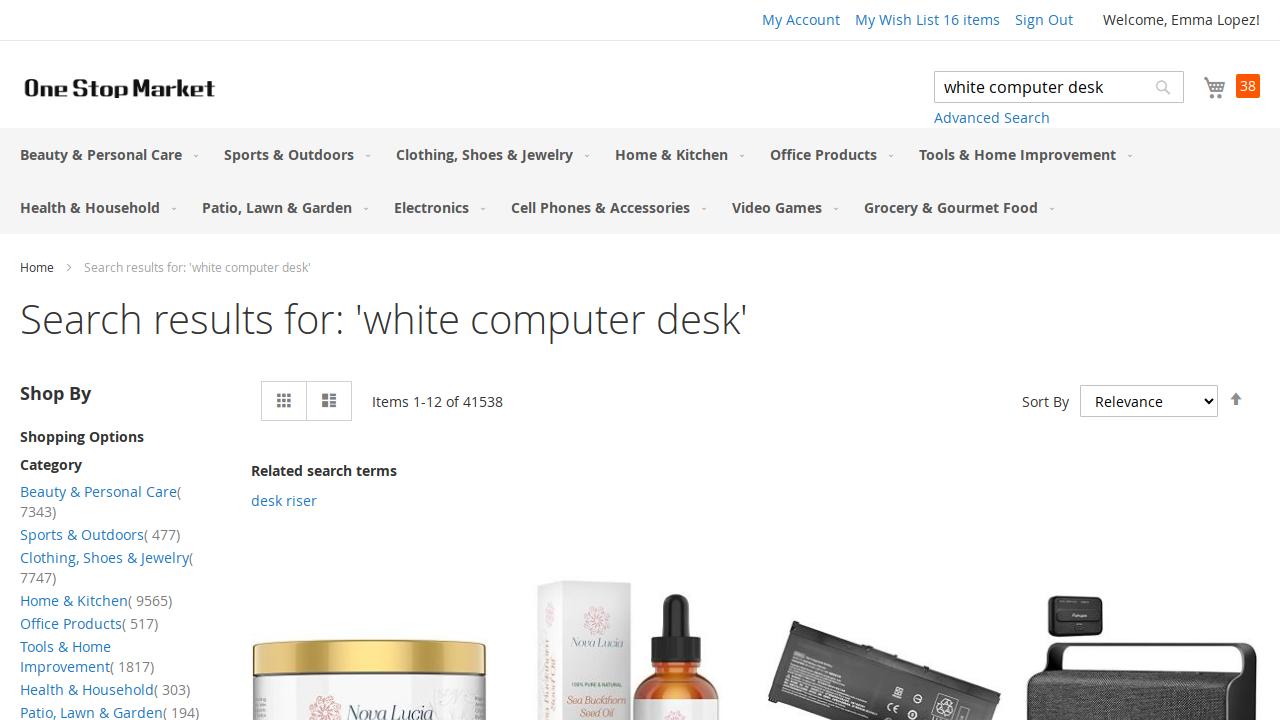 My Account My Wish List 16 items Sign Out Welcome, Emma Lopez!
One Stop Market
white computer desk
38
Advanced Search
Beauty & Personal Care Sports & Outdoors Clothing, Shoes & Jewelry Home & Kitchen Office Products Tools & Home Improvement
Health & Household Patio, Lawn & Garden Electronics Cell Phones & Accessories Video Games Grocery & Gourmet Food
Home Search results for: 'white computer desk'
Search results for: 'white computer desk'
Shop By
Items 1-12 of 41538
Sort By Relevance
Shopping Options
Category
Beauty & Personal Care( 7343)
Sports & Outdoors( 477)
Clothing, Shoes & Jewelry( 7747)
Home & Kitchen( 9565)
Office Products( 517)
Tools & Home Improvement( 1817)
Health & Household( 303)
Patio, Lawn & Garden( 194)
Related search terms
desk riser
Nova Lucia
Nova Lucia
100% PURE & NATURAL
Sea Buckthorn
Seed Oil